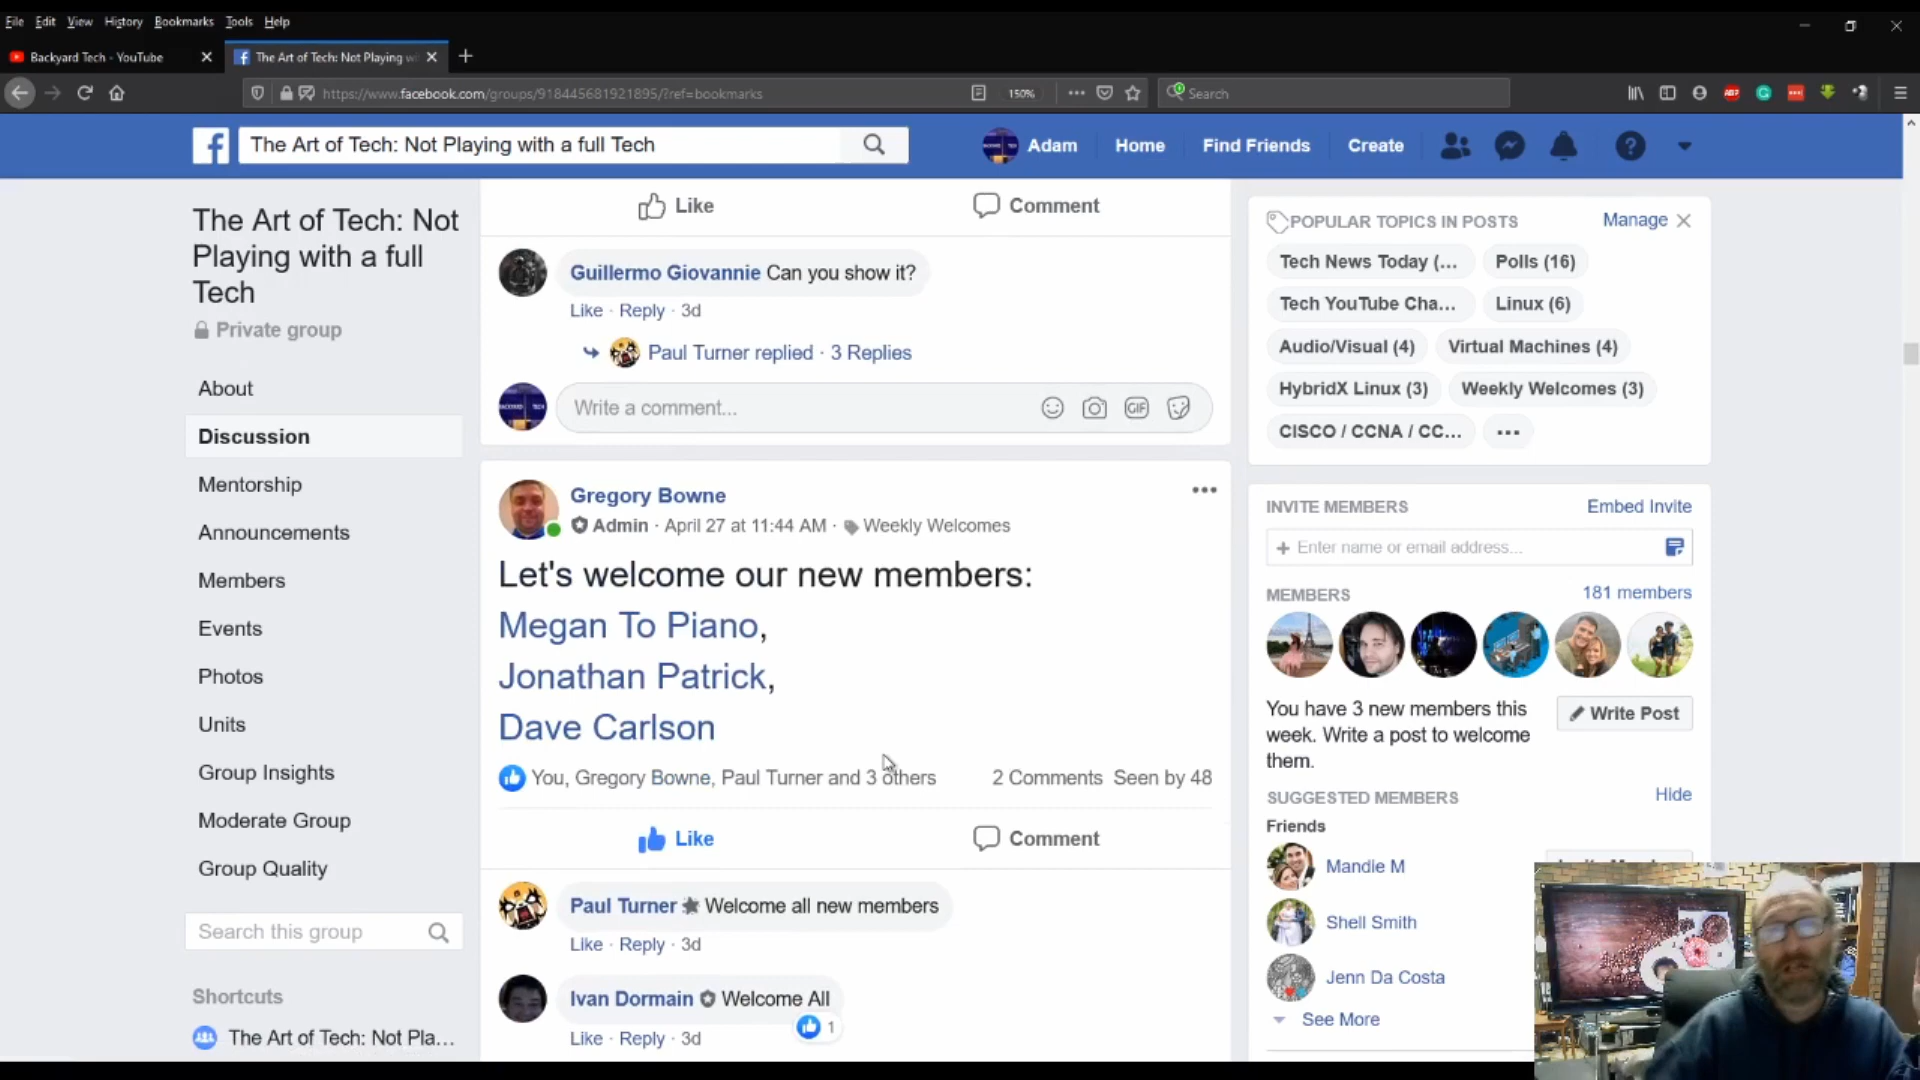 File Edit View History Bookmarks Tools Help
Backyard Tech - YouTube
The Art of Tech: Not Playing wi
https://www.facebook.com/groups/918445681921895/?ref=bookmarks
150%
Search
The Art of Tech: Not Playing with a full Tech
Adam
Home
Find Friends
Create
The Art of Tech: Not
Playing with a full
Tech
Private group
About
Discussion
Mentorship
Announcements
Members
Events
Photos
Units
Group Insights
Moderate Group
Group Quality
Search this group
Shortcuts
The Art of Tech: Not Pla...
Like
Comment
Guillermo Giovannie Can you show it?
Like · Reply · 3d
Paul Turner replied · 3 Replies
Write a comment...
GIF
Gregory Bowne
Admin · April 27 at 11:44 AM · Weekly Welcomes
Let's welcome our new members:
Megan To Piano,
Jonathan Patrick,
Dave Carlson
You, Gregory Bowne, Paul Turner and 3 others
2 Comments Seen by 48
Like
Comment
Paul Turner Welcome all new members
Like · Reply · 3d
Ivan Dormain Welcome All
1
Like · Reply · 3d
POPULAR TOPICS IN POSTS
Manage
Tech News Today (...
Polls (16)
Tech YouTube Cha...
Linux (6)
Audio/Visual (4)
Virtual Machines (4)
HybridX Linux (3)
Weekly Welcomes (3)
CISCO / CCNA / CC...
INVITE MEMBERS
Embed Invite
+ Enter name or email address...
MEMBERS
181 members
You have 3 new members this
week. Write a post to welcome
them.
Write Post
SUGGESTED MEMBERS
Hide
Friends
Mandie M
Shell Smith
Jenn Da Costa
See More